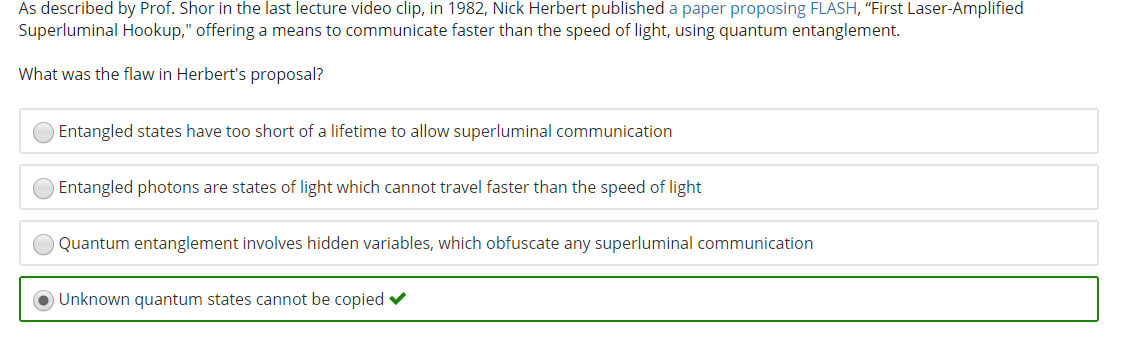 As described by Prof. Shor in the last lecture video clip, in 1982, Nick Herbert published a paper proposing FLASH, “First Laser-Amplified
Superluminal Hookup," offering a means to communicate faster than the speed of light, using quantum entanglement.
What was the flaw in Herbert's proposal?
Entangled states have too short of a lifetime to allow superluminal communication
Entangled photons are states of light which cannot travel faster than the speed of light
Quantum entanglement involves hidden variables, which obfuscate any superluminal communication
Unknown quantum states cannot be copied